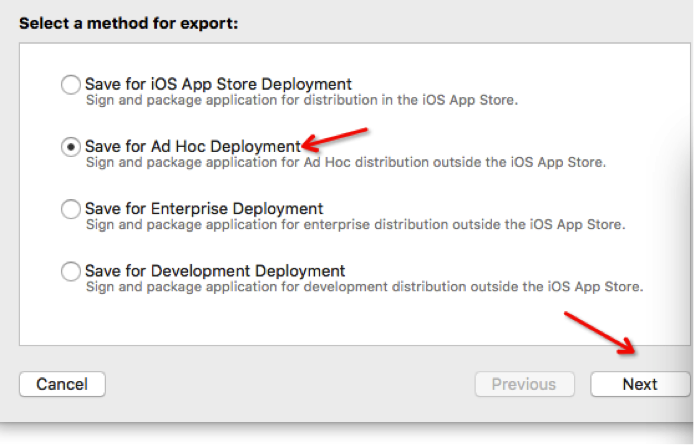 Select a method for export:
Save for iOS App Store Deployment
Sign and package application for distribution in the iOS App Store.
Save for Ad Hoc Deployment
Sign and package application for Ad Hoc distribution outside the iOS App Store.
Save for Enterprise Deployment
Sign and package application for enterprise distribution outside the iOS App Store.
Save for Development Deployment
Sign and package application for development distribution outside the iOS App Store.
Cancel Previous Next